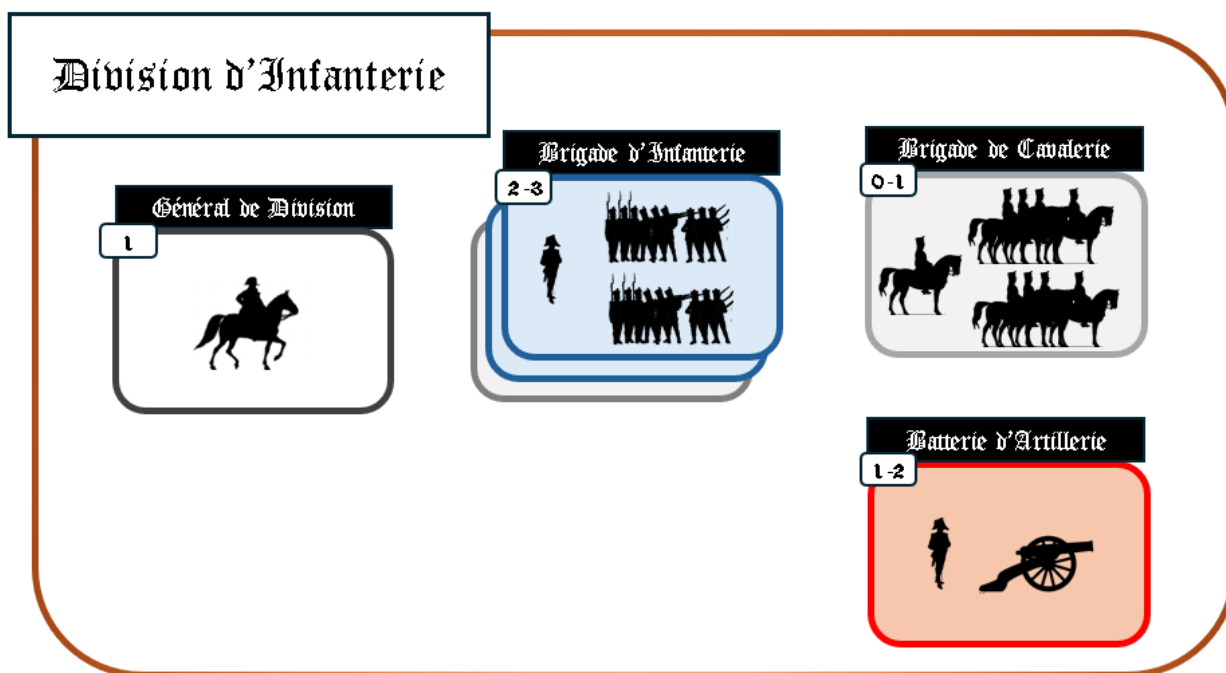 Division d'Infanterie
Général de Division
1
Brigade d'Infanterie
2-3
Brigade de Cavalerie
0-1
Batterie d'Artillerie
1-2